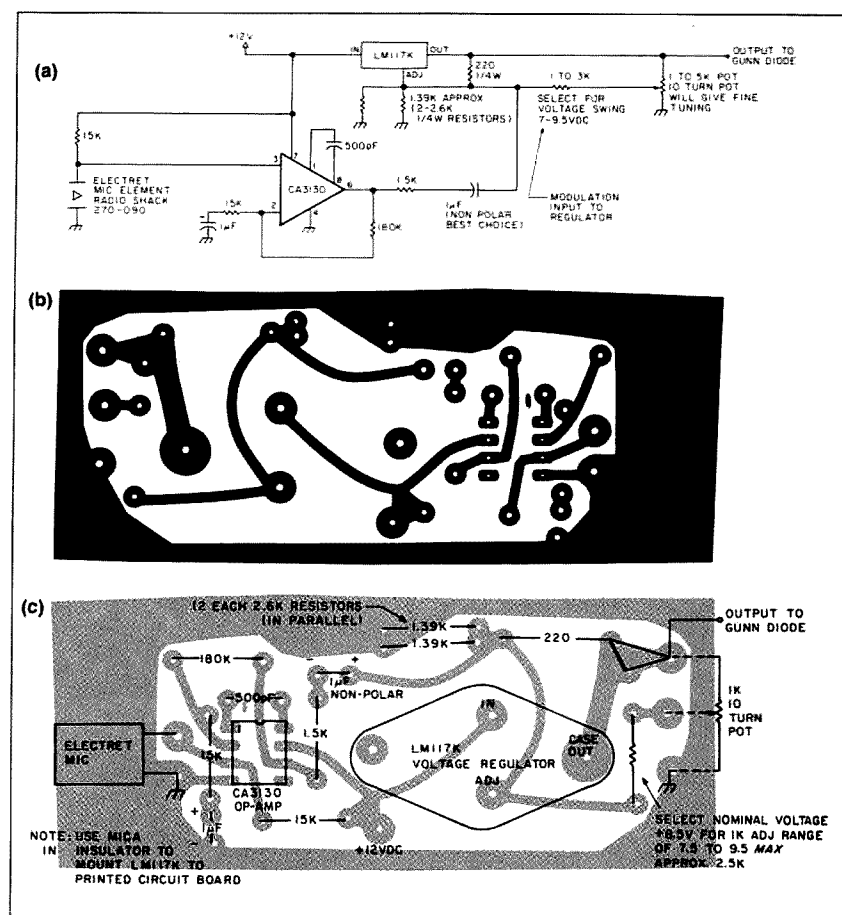 (a)
+12V
IN
LM117K
OUT
ADJ
OUTPUT TO
GUNN DIODE
220
1/4W
1 TO 3K
SELECT FOR
VOLTAGE SWING
7-9.5VDC
1 TO 5K POT
10 TURN POT
WILL GIVE FINE
TUNING
1.39K APPROX
(2-2.6K
1/4W RESISTORS)
15K
500pF
3
7
1
8
CA3130
6
2
4
ELECTRET
MIC ELEMENT
RADIO SHACK
270-090
15K
1µF
1.5K
180K
1µF
(NON POLAR
BEST CHOICE)
MODULATION
INPUT TO
REGULATOR
(b)
(c)
(2 EACH 2.6K RESISTORS
(IN PARALLEL)
1.39K
1.39K
220
OUTPUT TO
GUNN DIODE
180K
- +
1µF
NON-POLAR
500pF
1K
10
TURN
POT
IN
ELECTRET
MIC
15K
1.5K
LM117K
VOLTAGE REGULATOR
ADJ
CASE
OUT
CA3130
OP-AMP
+
1µF
-
15K
+12VDC
NOTE: USE MICA
IN INSULATOR TO
MOUNT LM117K TO
PRINTED CIRCUIT BOARD
SELECT NOMINAL VOLTAGE
+8.5V FOR 1K ADJ RANGE
OF 7.5 TO 9.5 MAX
APPROX. 2.5K